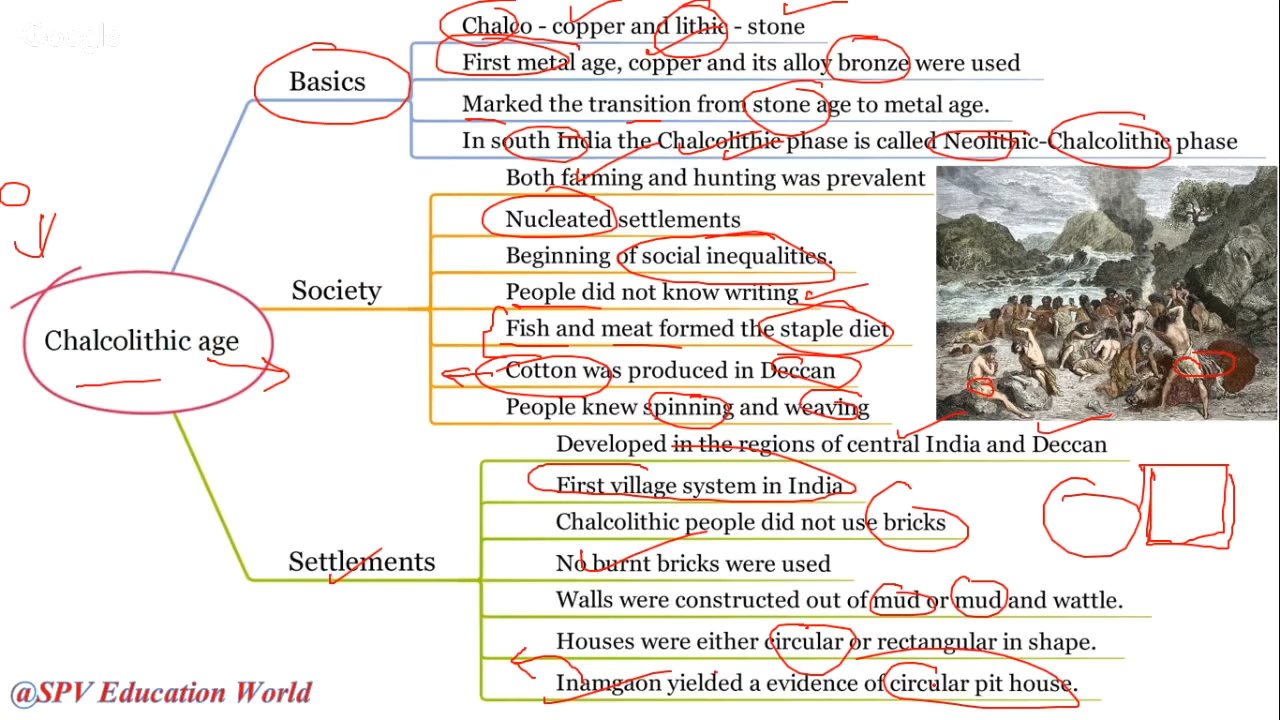 Google
Chalco - copper and lithic - stone
First metal age, copper and its alloy bronze were used
Basics
Marked the transition from stone age to metal age.
In south India the Chalcolithic phase is called Neolithic-Chalcolithic phase
Both farming and hunting was prevalent
Nucleated settlements
Beginning of social inequalities.
Society
People did not know writing
Fish and meat formed the staple diet
Chalcolithic age
Cotton was produced in Deccan
People knew spinning and weaving
Developed in the regions of central India and Deccan
First village system in India
Chalcolithic people did not use bricks
Settlements
No burnt bricks were used
Walls were constructed out of mud or mud and wattle.
Houses were either circular or rectangular in shape.
Inamgaon yielded a evidence of circular pit house.
@SPV Education World